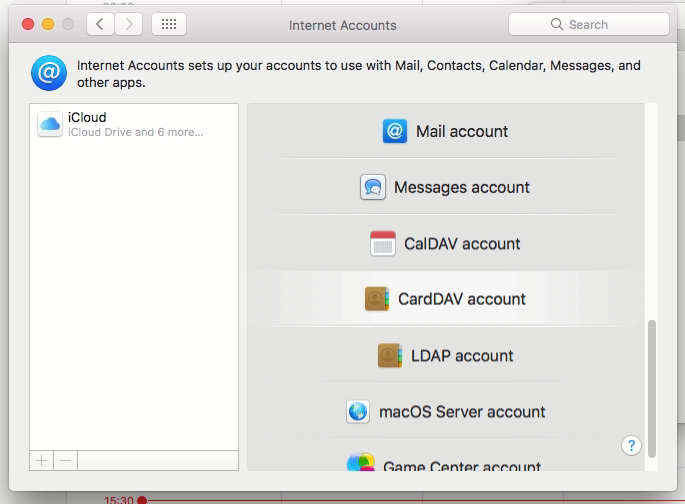 Internet Accounts
Search
Internet Accounts sets up your accounts to use with Mail, Contacts, Calendar, Messages, and
other apps.
iCloud
iCloud Drive and 6 more...
Mail account
Messages account
CalDAV account
CardDAV account
LDAP account
macOS Server account
?
Game Center account
15:30